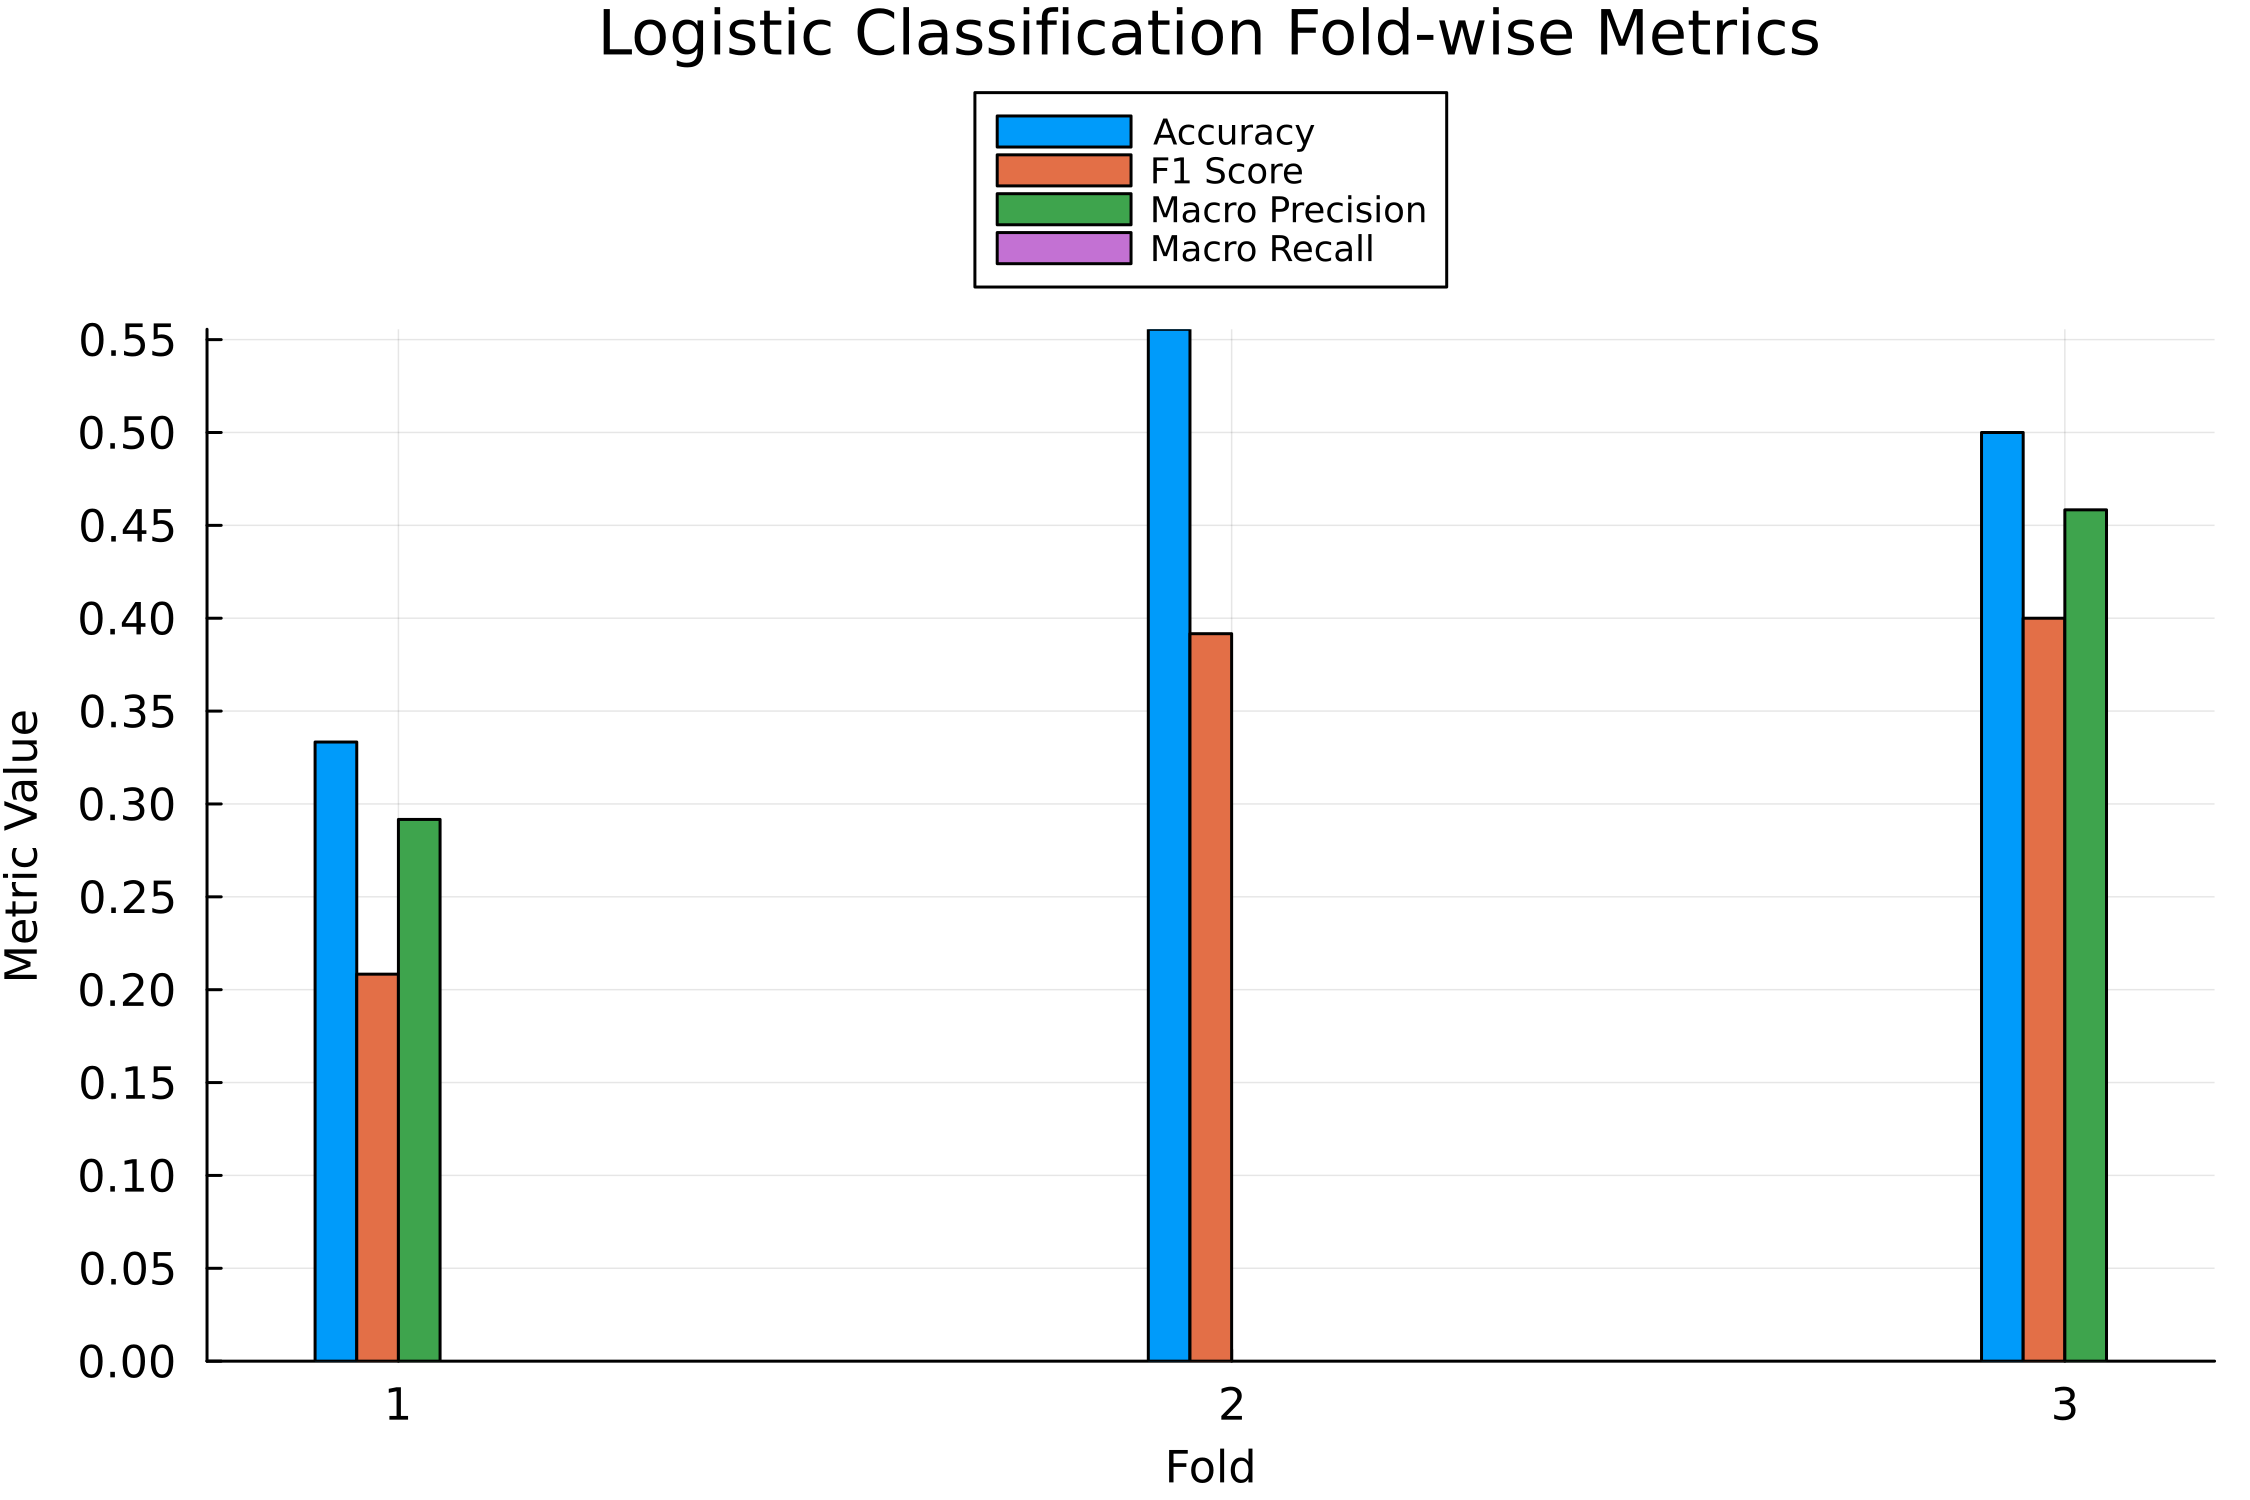 Logistic Classification Fold-wise Metrics
Accuracy
F1 Score
Macro Precision
Macro Recall
0.55
0.50
0.45
0.40
0.35
0.30
0.25
0.20
0.15
0.10
0.05
0.00
Metric Value
1 2 3
Fold